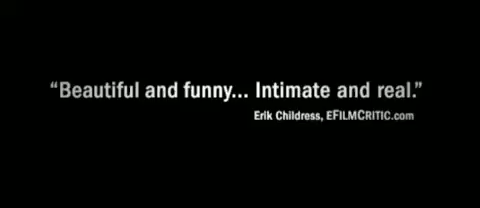 “Beautiful and funny... Intimate and real.”
Erik Childress, EFILMCRITIC.com